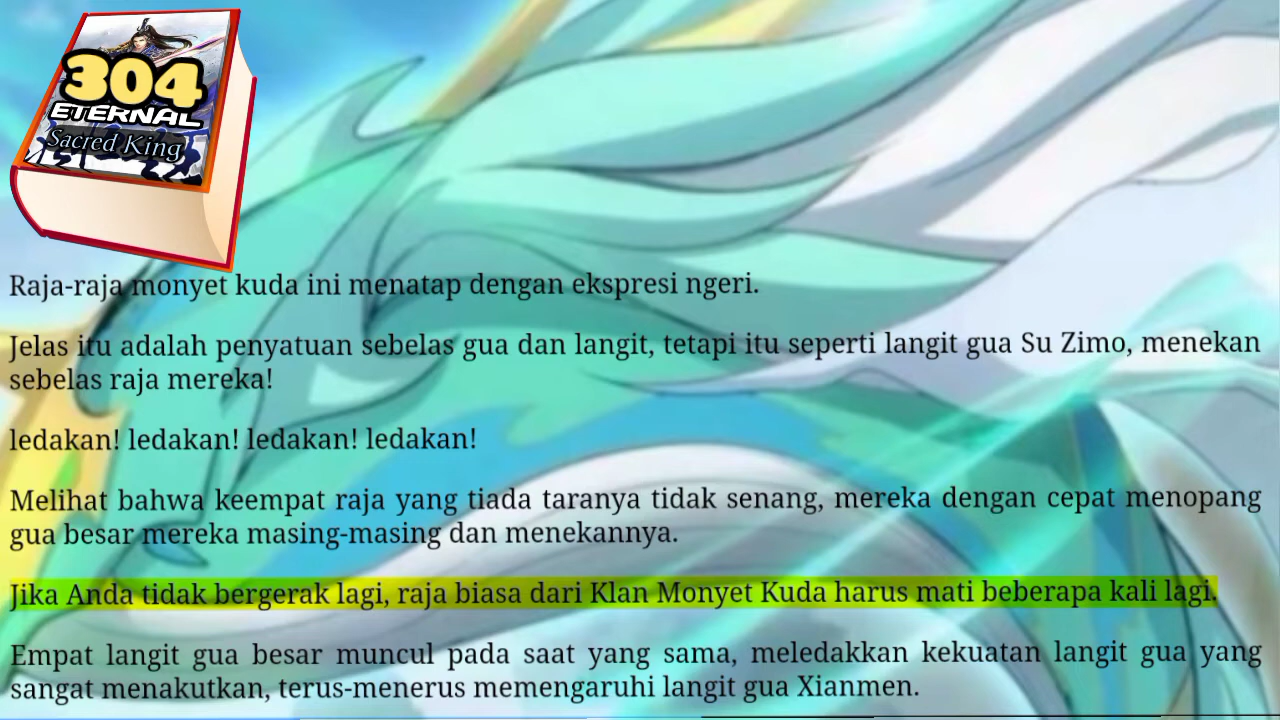 304
ETERNAL
Sacred King
Raja-raja monyet kuda ini menatap dengan ekspresi ngeri.
Jelas itu adalah penyatuan sebelas gua dan langit, tetapi itu seperti langit gua Su Zimo, menekan
sebelas raja mereka!
ledakan! ledakan! ledakan! ledakan!
Melihat bahwa keempat raja yang tiada taranya tidak senang, mereka dengan cepat menopang
gua besar mereka masing-masing dan menekannya.
Jika Anda tidak bergerak lagi, raja biasa dari Klan Monyet Kuda harus mati beberapa kali lagi.
Empat langit gua besar muncul pada saat yang sama, meledakkan kekuatan langit gua yang
sangat menakutkan, terus-menerus memengaruhi langit gua Xianmen.